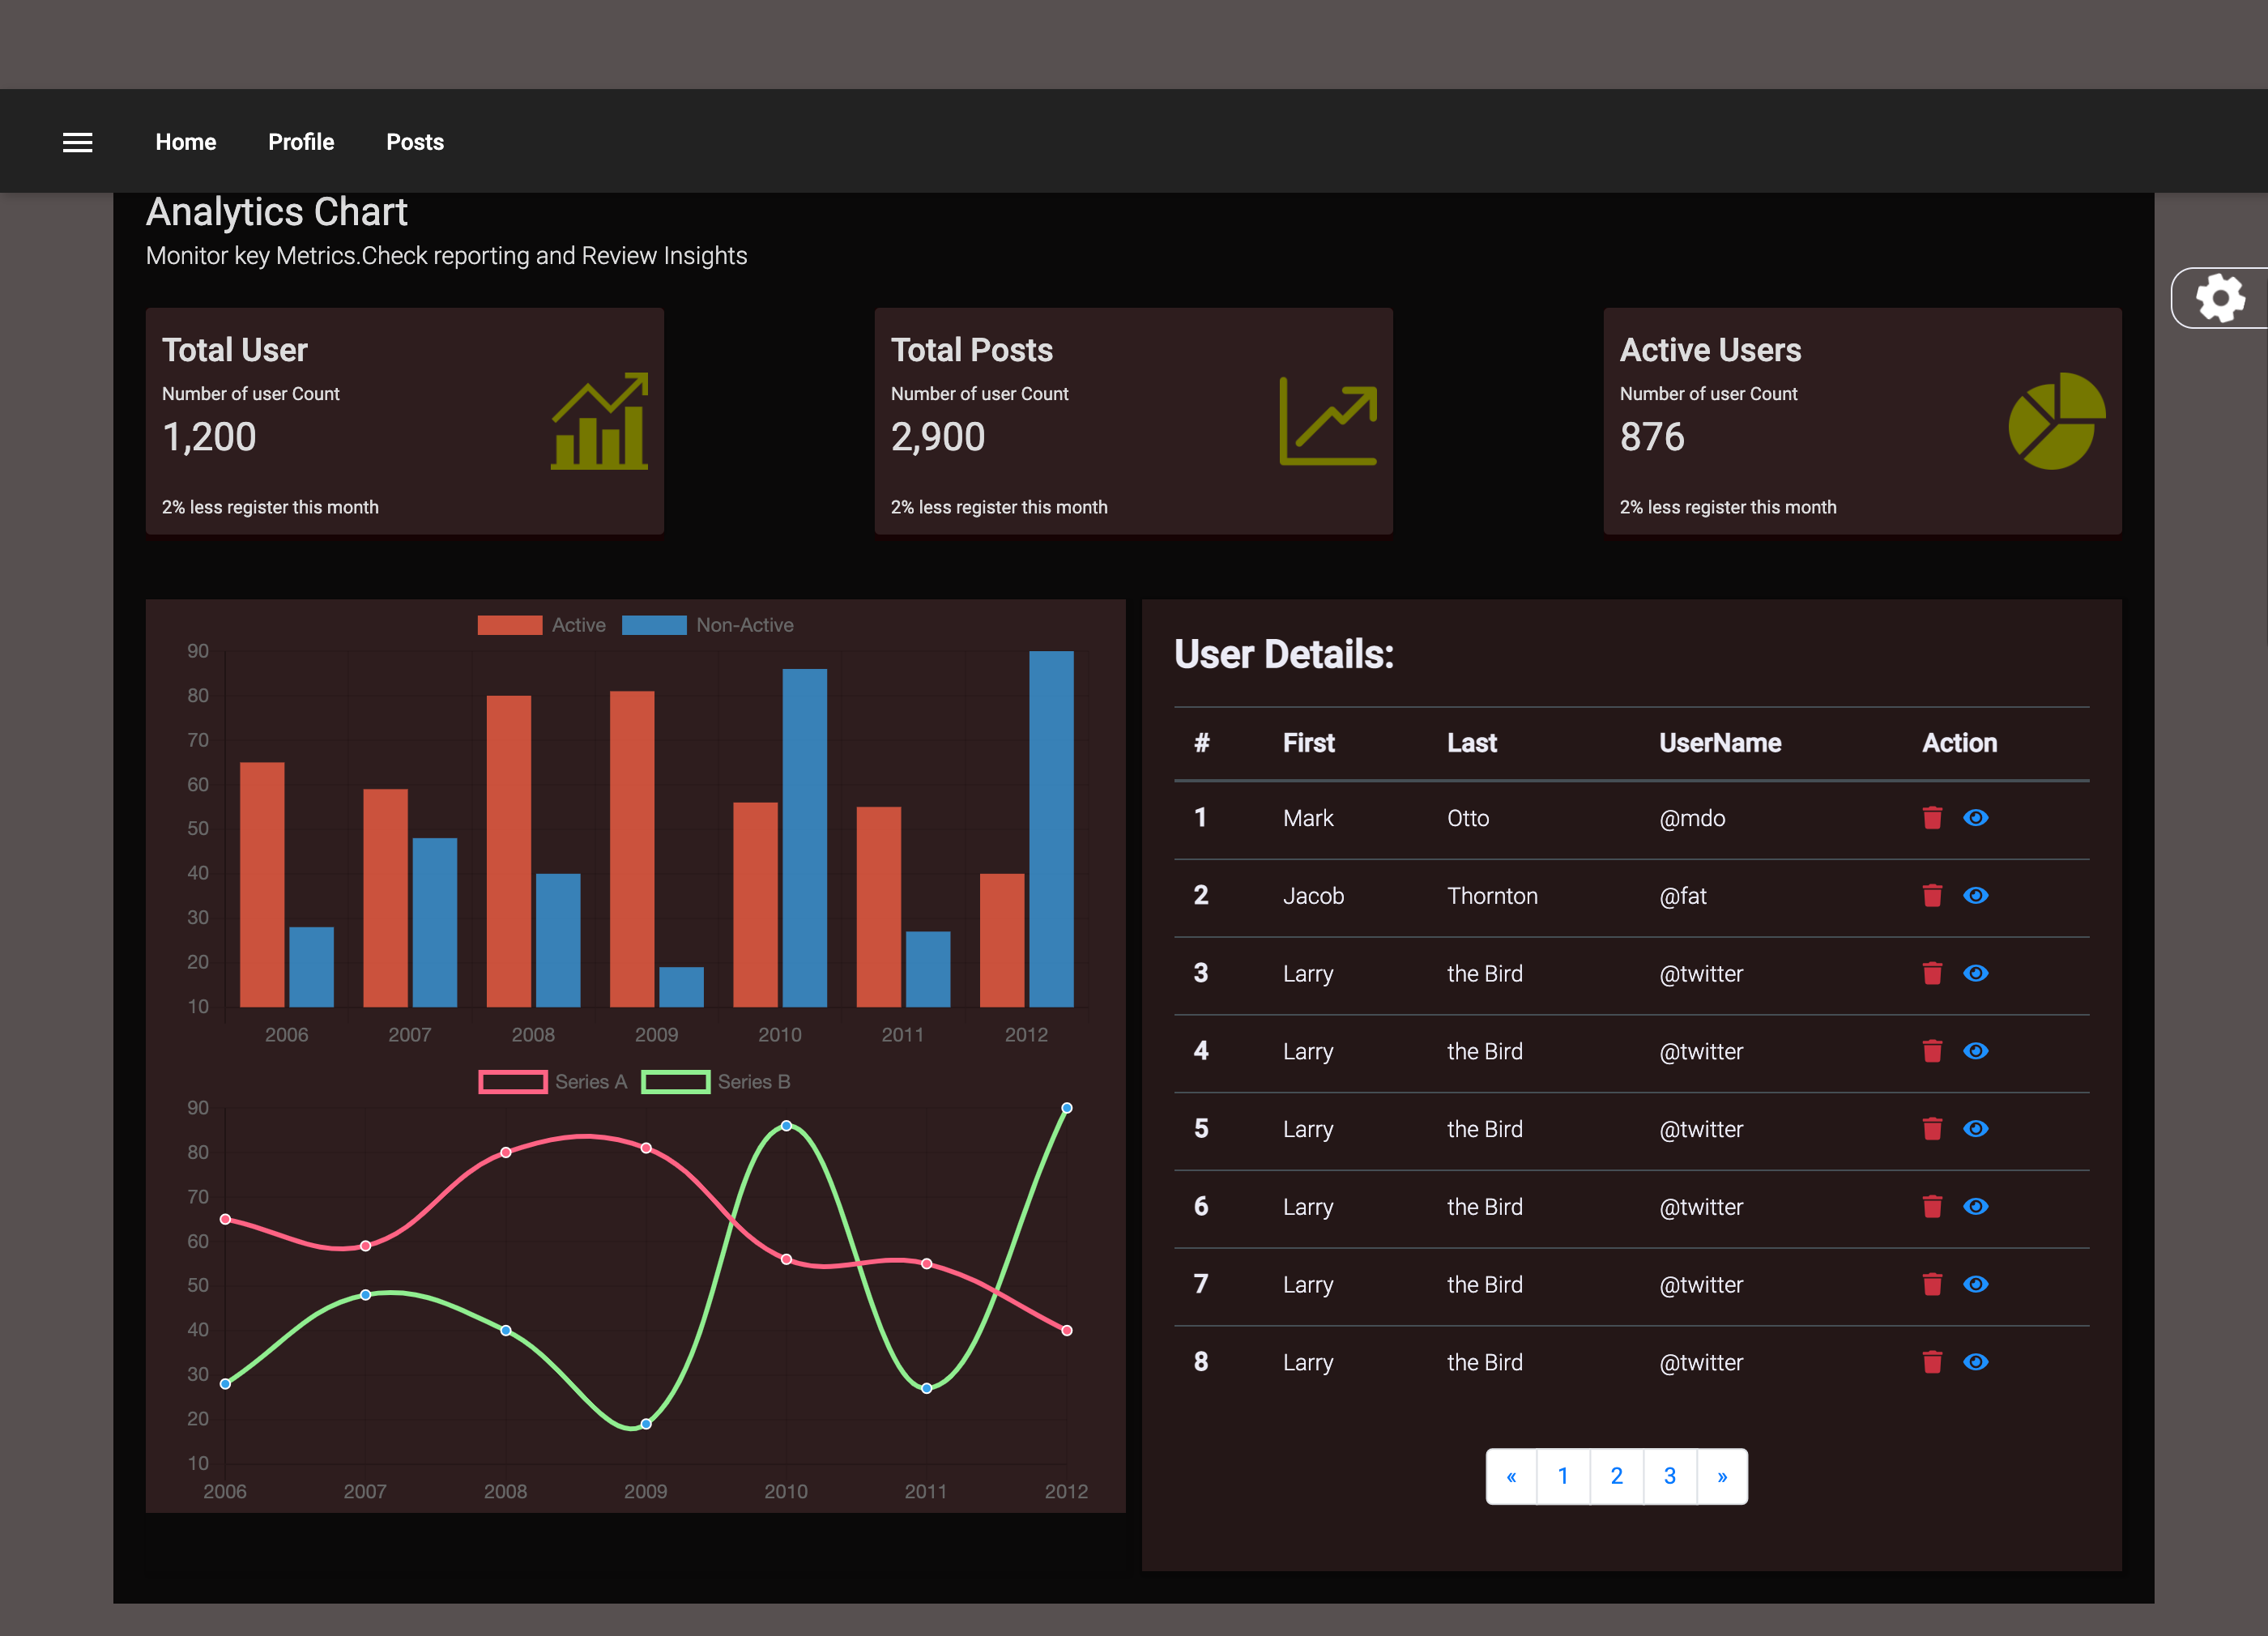 Home Profile Posts
Analytics Chart
Monitor key Metrics.Check reporting and Review Insights
Total User
Number of user Count
1,200
2% less register this month
Total Posts
Number of user Count
2,900
2% less register this month
Active Users
Number of user Count
876
2% less register this month
Active Non-Active
90
80
70
60
50
40
30
20
10
2006 2007 2008 2009 2010 2011 2012
Series A Series B
90
80
70
60
50
40
30
20
10
2006 2007 2008 2009 2010 2011 2012
User Details:
# First Last UserName Action
1 Mark Otto @mdo
2 Jacob Thornton @fat
3 Larry the Bird @twitter
4 Larry the Bird @twitter
5 Larry the Bird @twitter
6 Larry the Bird @twitter
7 Larry the Bird @twitter
8 Larry the Bird @twitter
« 1 2 3 »